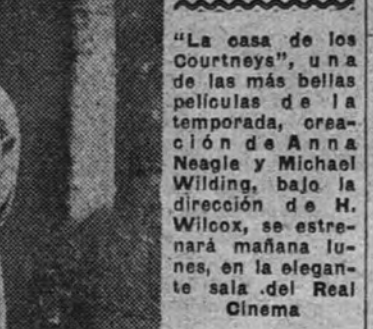 "La casa de los
Courtneys", una
de las más bellas
películas de la
temporada, crea-
ción de Anna
Neagle y Michael
Wilding, bajo la
dirección de H.
Wilcox, se estre-
nará mañana lu-
nes, en la elegan-
te sala .del Real
Cinema